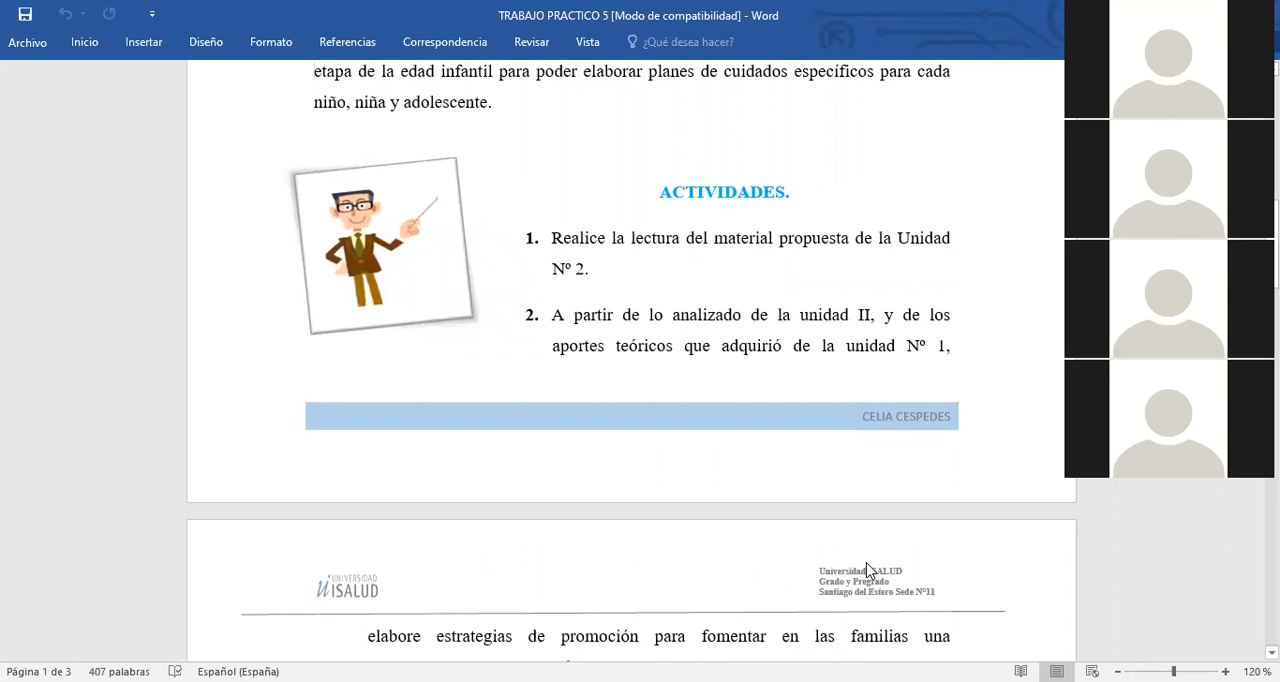 TRABAJO PRACTICO 5 [Modo de compatibilidad] - Word
Archivo Inicio Insertar Diseño Formato Referencias Correspondencia Revisar Vista ¿Qué desea hacer?
etapa de la edad infantil para poder elaborar planes de cuidados específicos para cada
niño, niña y adolescente.
ACTIVIDADES.
1. Realice la lectura del material propuesta de la Unidad
Nº 2.
2. A partir de lo analizado de la unidad II, y de los
aportes teóricos que adquirió de la unidad Nº 1,
CELIA CESPEDES
UNIVERSIDAD
ISALUD
Universidad ISALUD
Grado y Pregrado
Santiago del Estero Sede Nº11
elabore estrategias de promoción para fomentar en las familias una
Página 1 de 3 407 palabras Español (España) 120 %